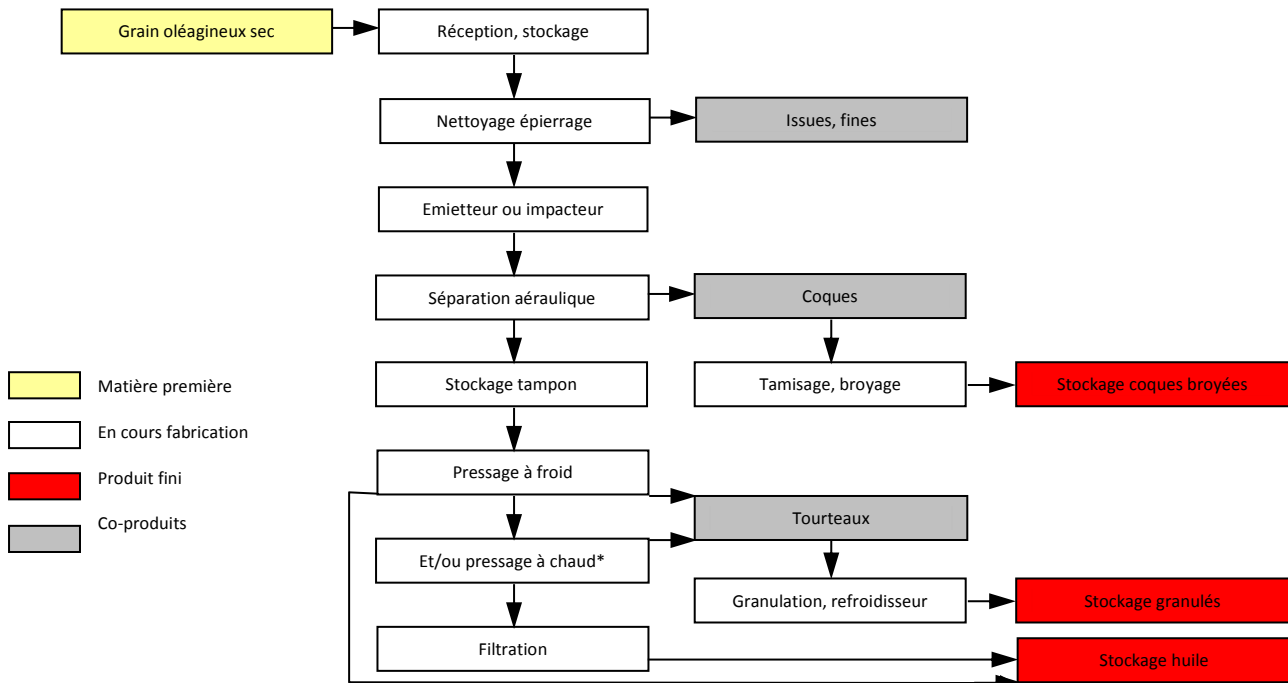 Grain oléagineux sec
Réception, stockage
Nettoyage épierrage
Issues, fines
Emietteur ou impacteur
Séparation aéraulique
Coques
Stockage tampon
Tamisage, broyage
Stockage coques broyées
Matière première
En cours fabrication
Produit fini
Co-produits
Pressage à froid
Tourteaux
Et/ou pressage à chaud*
Granulation, refroidisseur
Stockage granulés
Filtration
Stockage huile